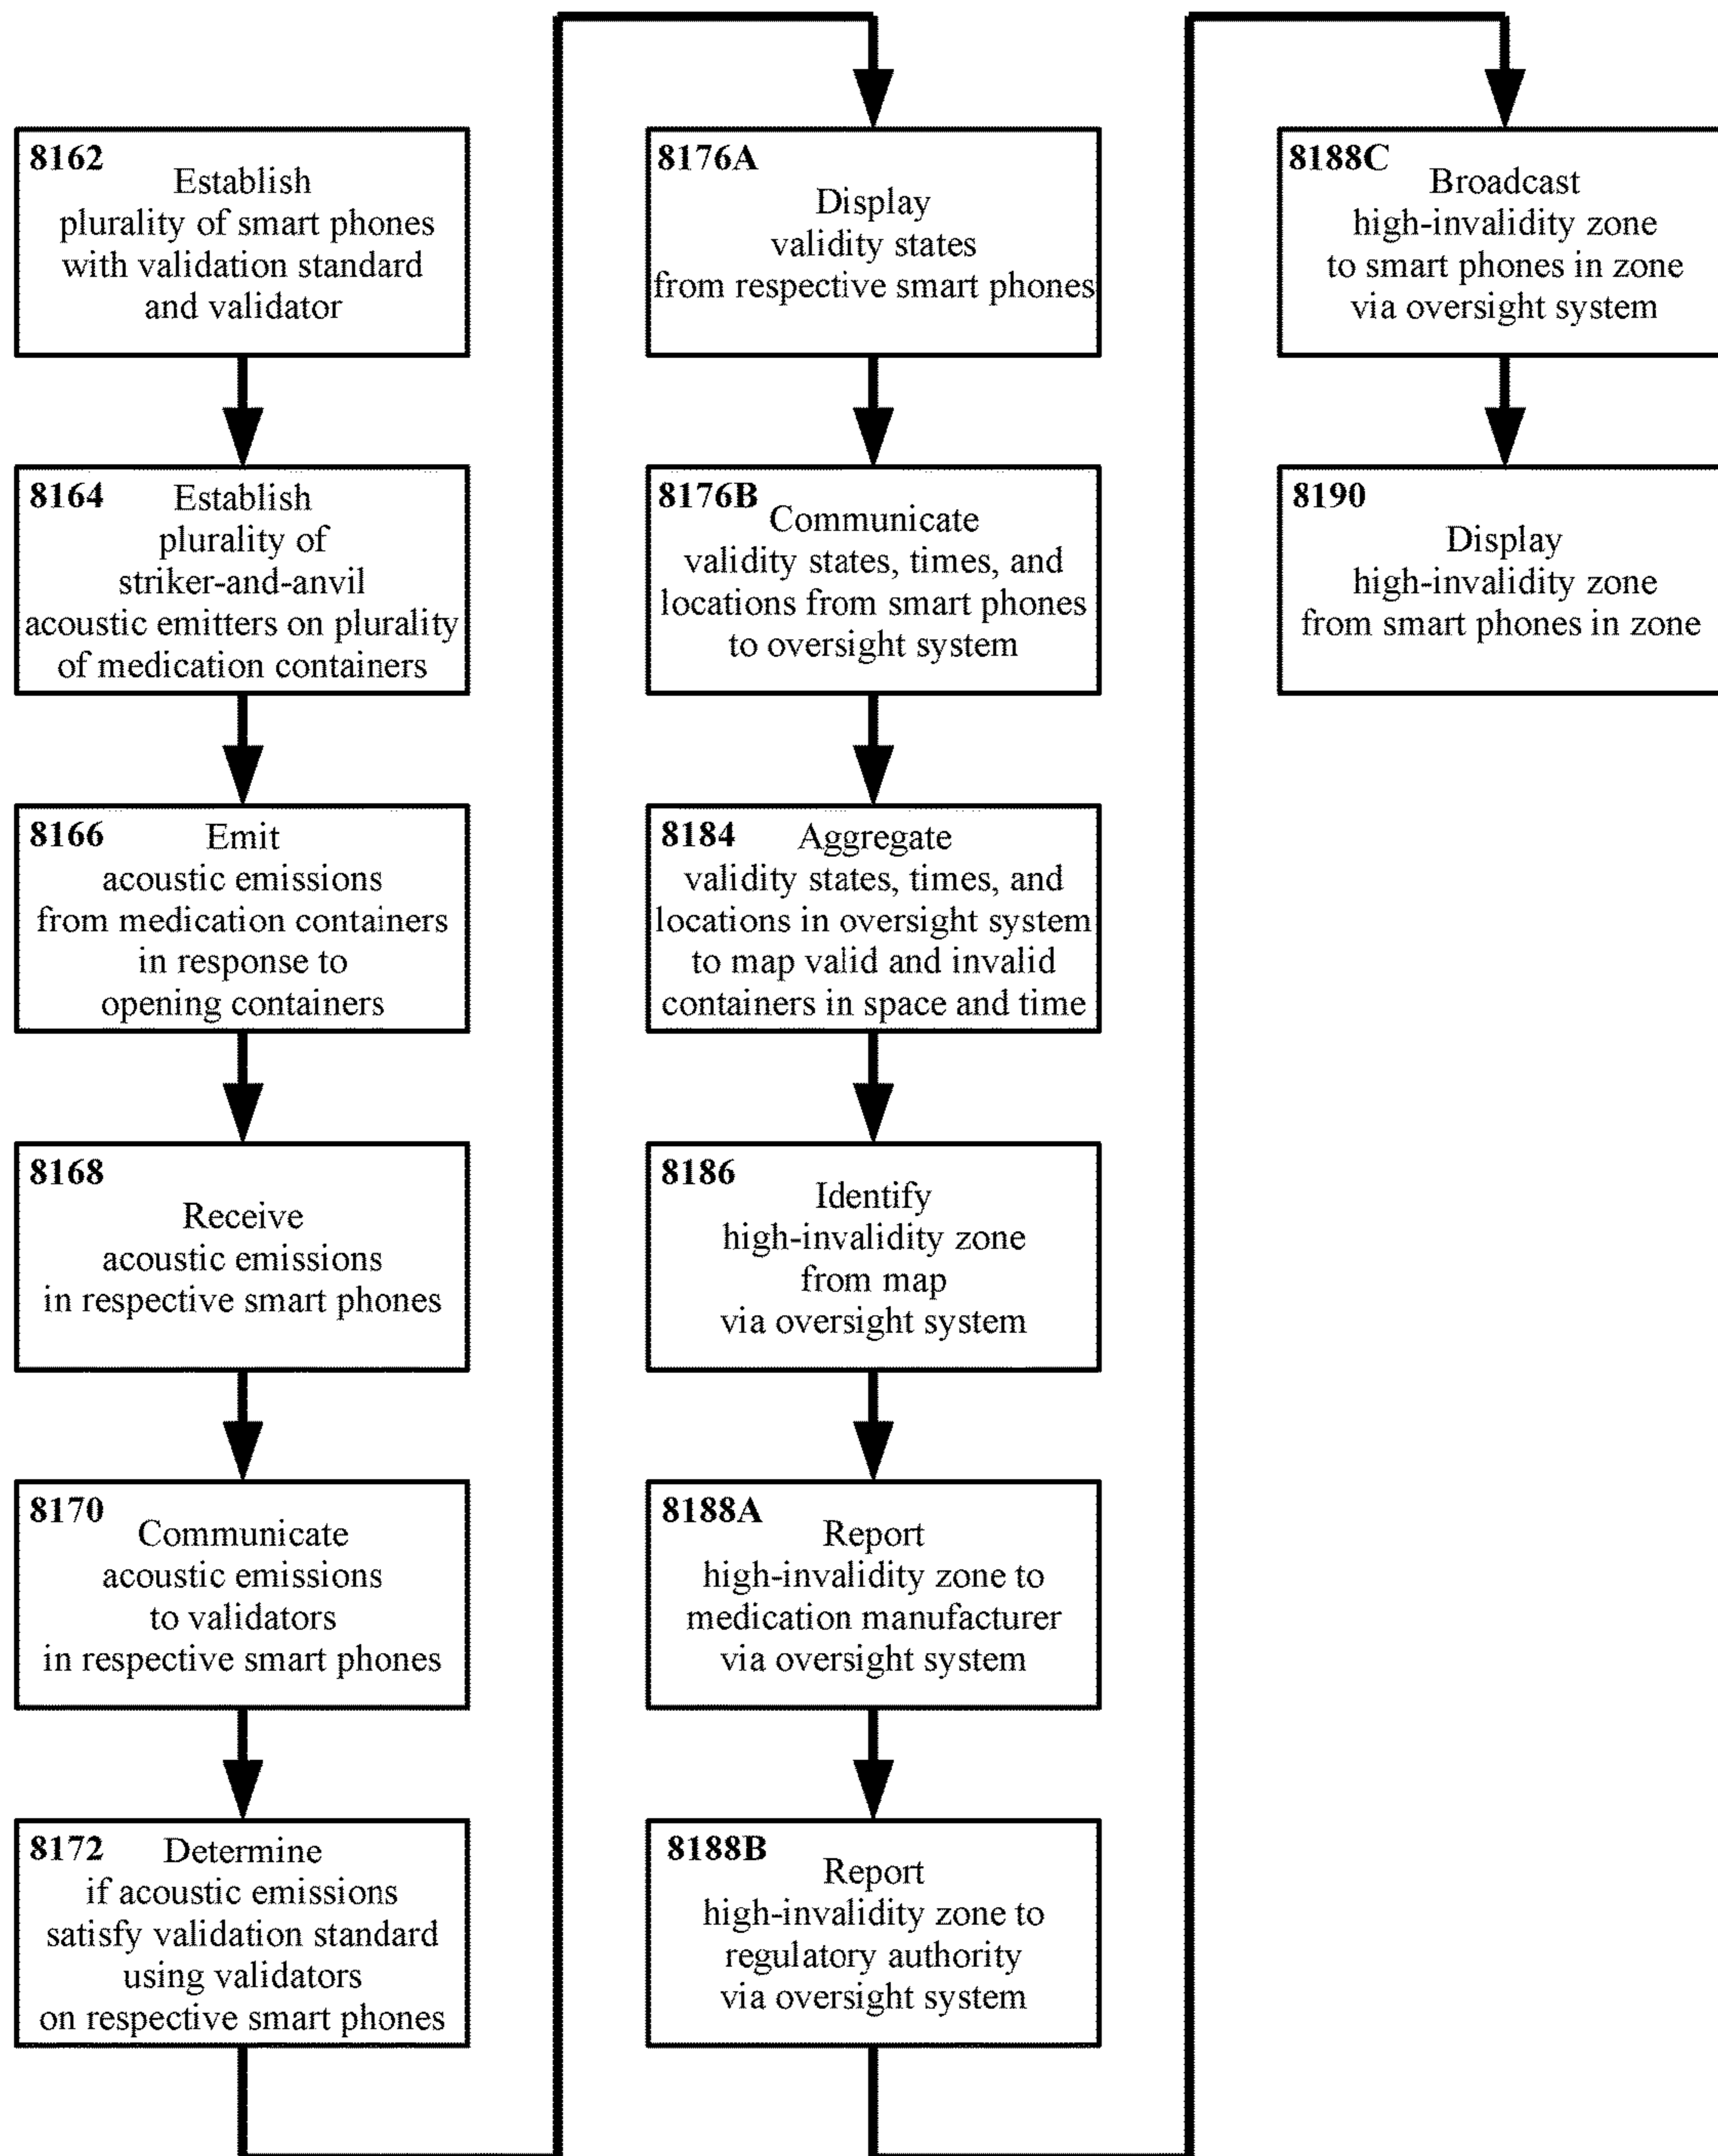 8162
Establish
plurality of smart phones
with validation standard
and validator
8164 Establish
plurality of
striker-and-anvil
acoustic emitters on plurality
of medication containers
8166 Emit
acoustic emissions
from medication containers
in response to
opening containers
8168
Receive
acoustic emissions
in respective smart phones
8170
Communicate
acoustic emissions
to validators
in respective smart phones
8172 Determine
if acoustic emissions
satisfy validation standard
using validators
on respective smart phones
8176A
Display
validity states
from respective smart phones
8176B
Communicate
validity states, times, and
locations from smart phones
to oversight system
8184 Aggregate
validity states, times, and
locations in oversight system
to map valid and invalid
containers in space and time
8186
Identify
high-invalidity zone
from map
via oversight system
8188A
Report
high-invalidity zone to
medication manufacturer
via oversight system
8188B
Report
high-invalidity zone to
regulatory authority
via oversight system
8188C
Broadcast
high-invalidity zone
to smart phones in zone
via oversight system
8190
Display
high-invalidity zone
from smart phones in zone